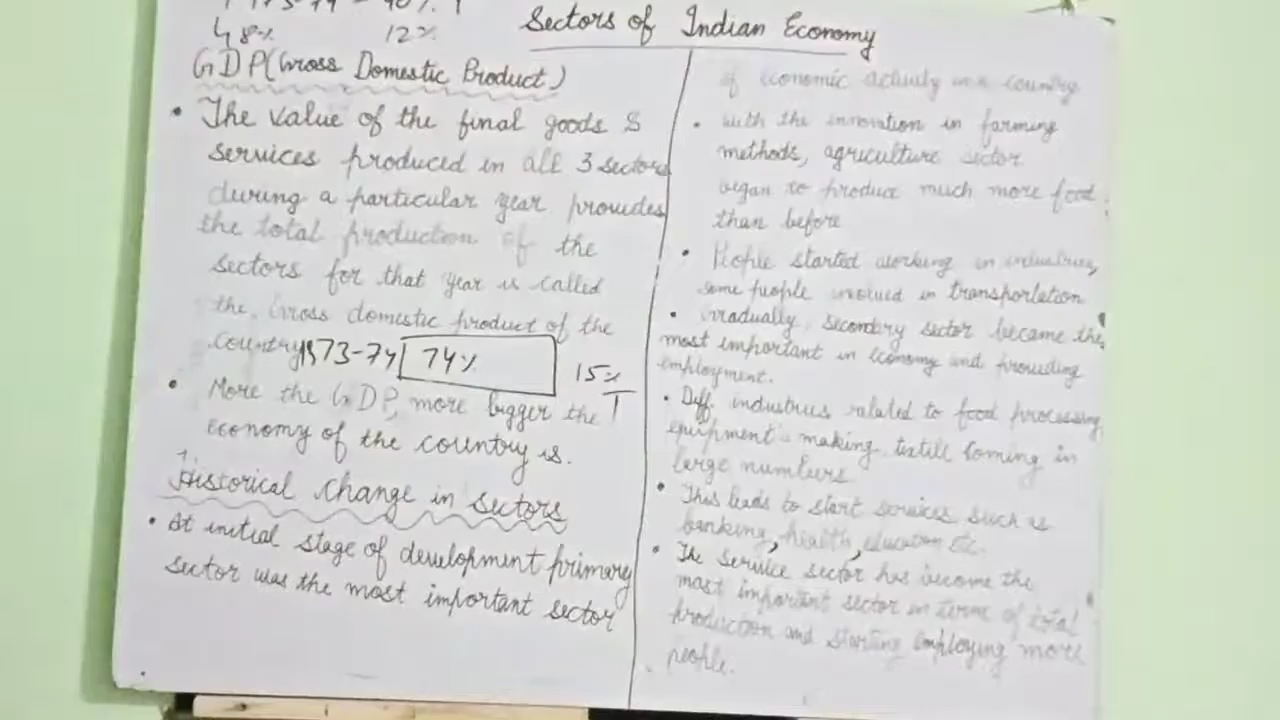 Sectors of Indian Economy
↳ 8% 12%
GDP (Gross Domestic Product)
• The value of the final goods &
services produced in all 3 sectors
during a particular year provides
the total production of the
sectors for that year is called
the Gross domestic product of the
country
1973-74 74% 15%
• More the GDP, more bigger the
economy of the country is.
Historical change in sectors
• At initial stage of development primary
sector was the most important sector
of economic activity in a country
• with the innovation in farming
methods, agriculture sector
began to produce much more food
than before
• People started working in industries,
some people involved in transportation
• Gradually, secondary sector became the
most important in economy and providing
employment.
• Diff. industries related to food processing,
equipment making, textile coming in
large numbers
• This leads to start services such as
banking, health, education etc.
• The service sector has become the
most important sector in term of total
production and starting employing more
people.